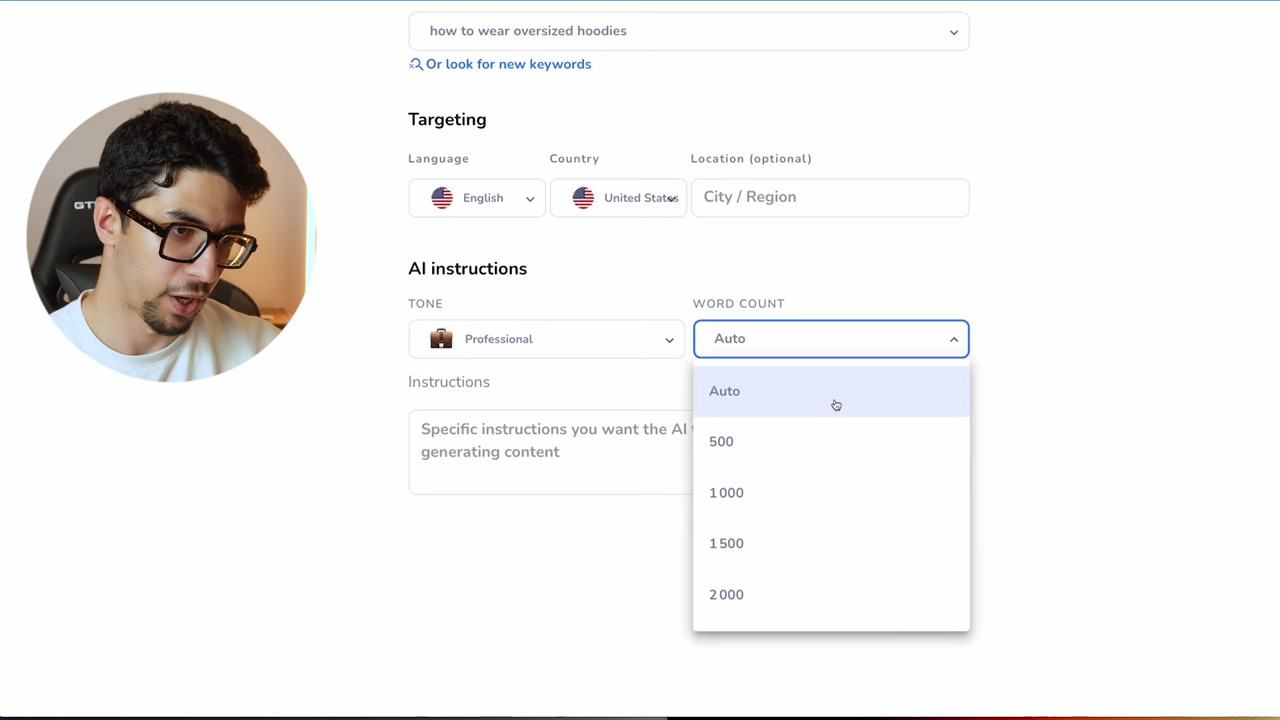 how to wear oversized hoodies
Or look for new keywords
Targeting
Language Country Location (optional)
English United States City / Region
AI instructions
TONE WORD COUNT
Professional Auto
Instructions
Auto
Specific instructions you want the AI
generating content
500
1 000
1 500
2 000
GT